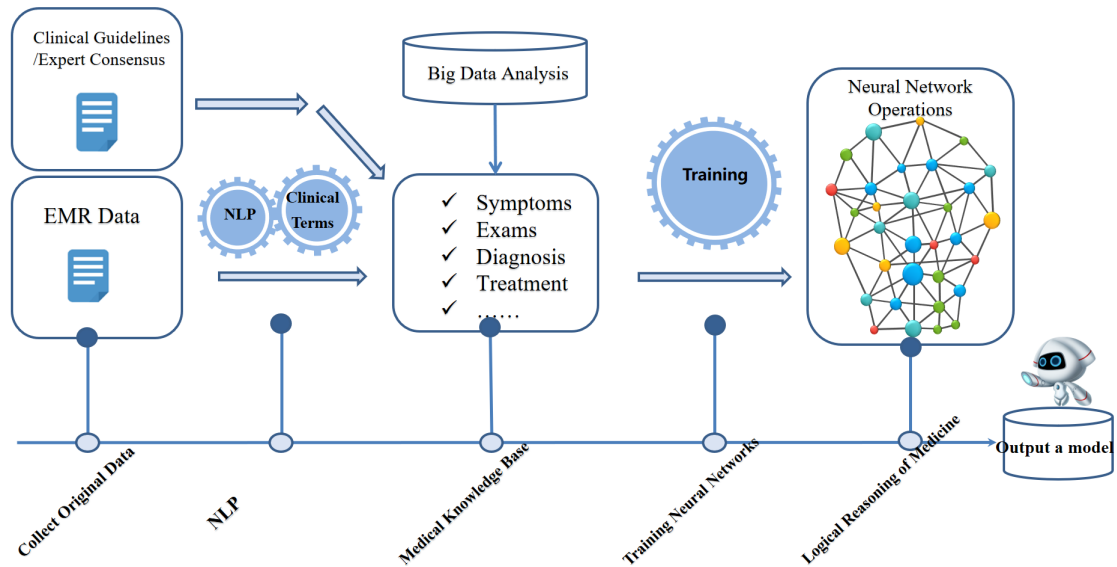 Clinical Guidelines
/Expert Consensus
EMR Data
NLP
Clinical
Terms
Big Data Analysis
✓ Symptoms
✓ Exams
✓ Diagnosis
✓ Treatment
✓ ……
Training
Neural Network
Operations
Output a model
Collect Original Data
NLP
Medical Knowledge Base
Training Neural Networks
Logical Reasoning of Medicine